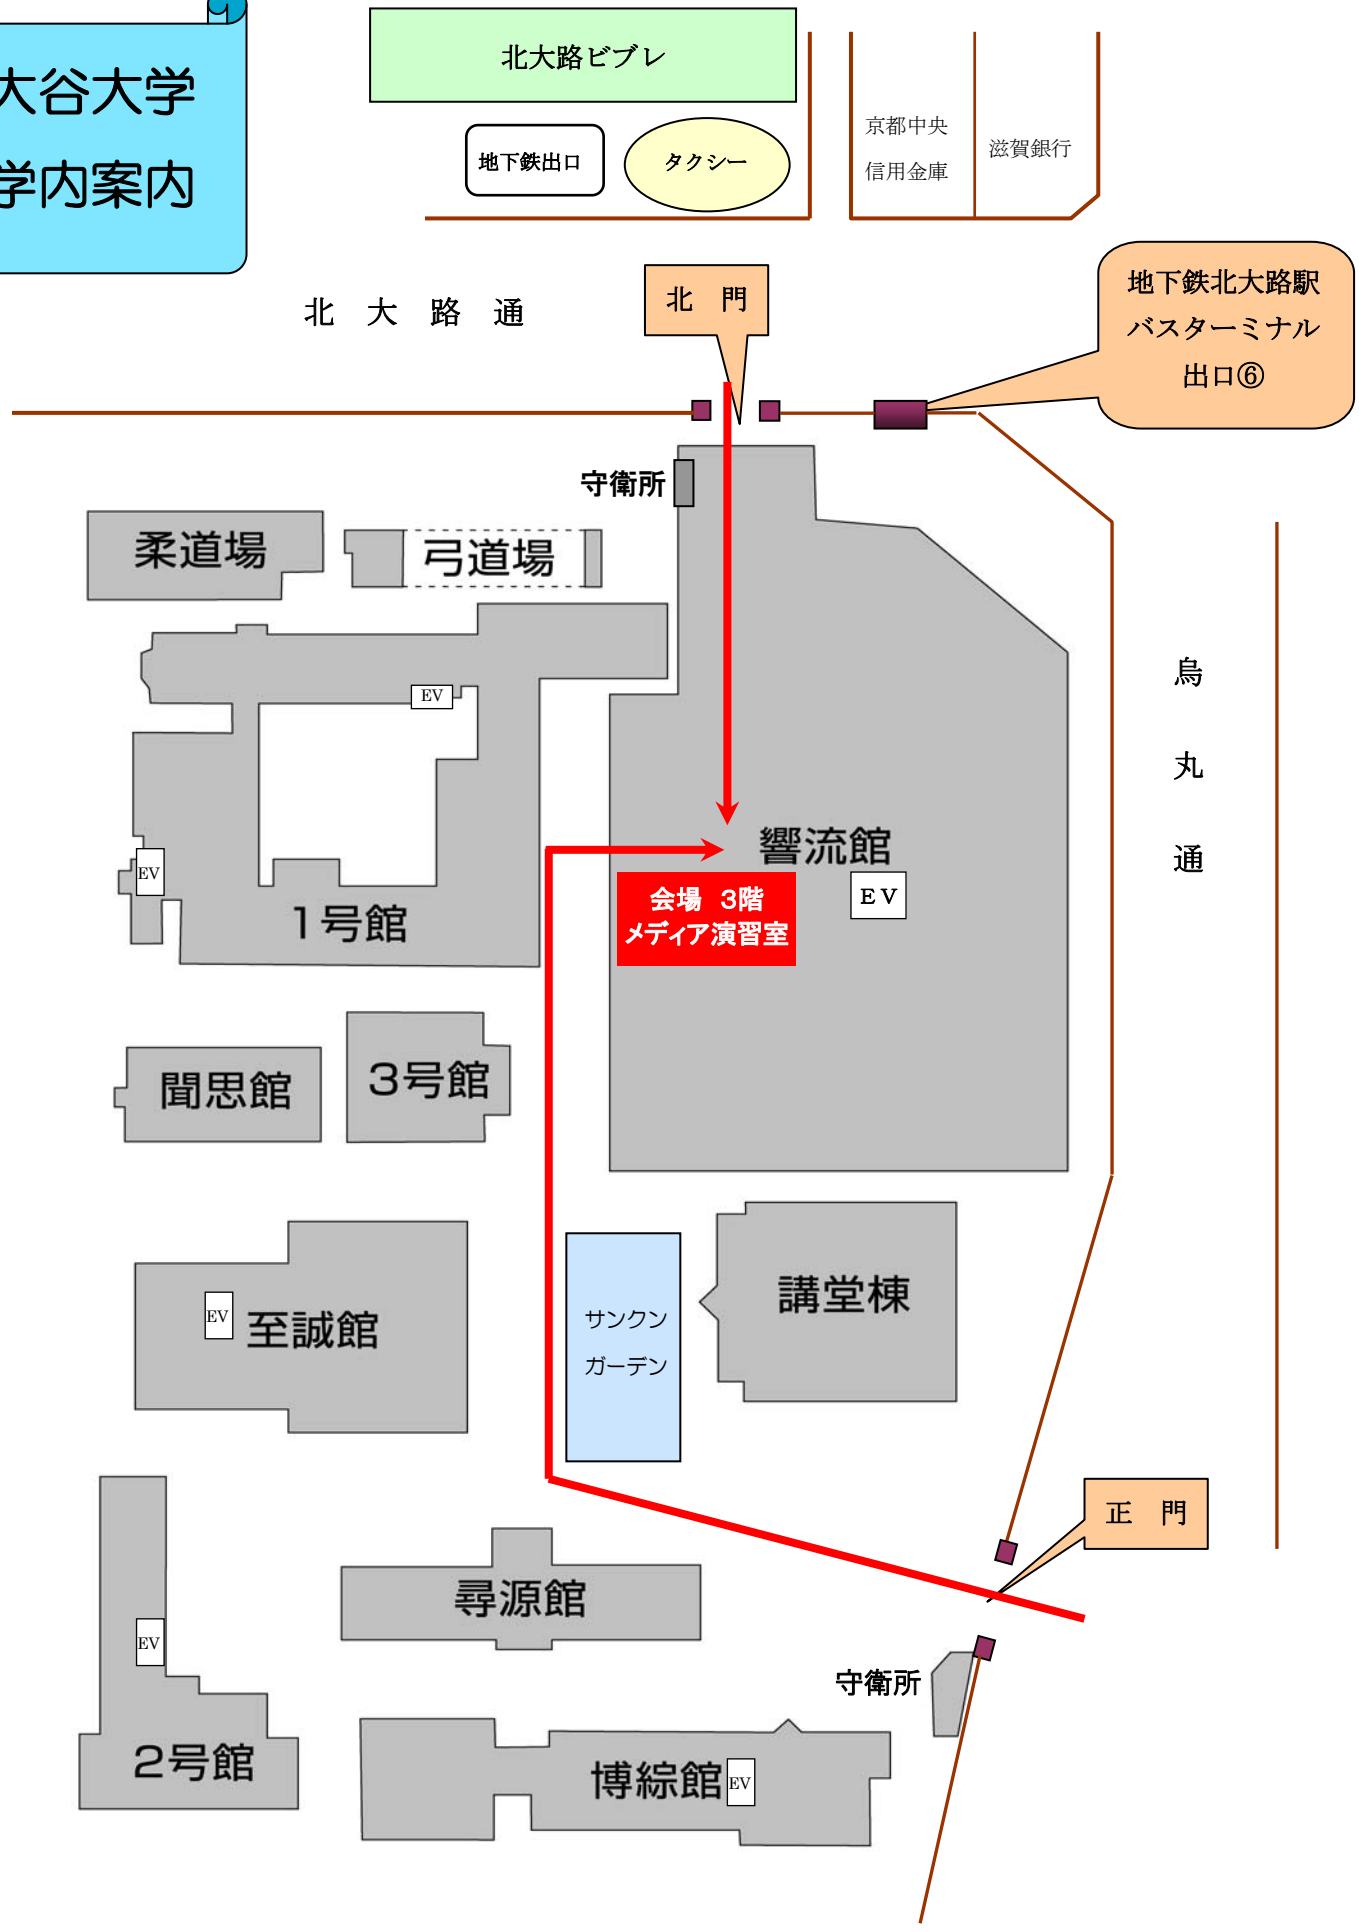 大谷大学
学内案内
北大路ビブレ
地下鉄出口
タクシー
京都中央
信用金庫
滋賀銀行
北 大 路 通
北 門
地下鉄北大路駅
バスターミナル
出口⑥
守衛所
柔道場
弓道場
EV
EV
1号館
響流館
EV
会場 3階
メディア演習室
烏
丸
通
聞思館
3号館
EV
至誠館
サンクン
ガーデン
講堂棟
正 門
尋源館
EV
2号館
守衛所
博綜館
EV